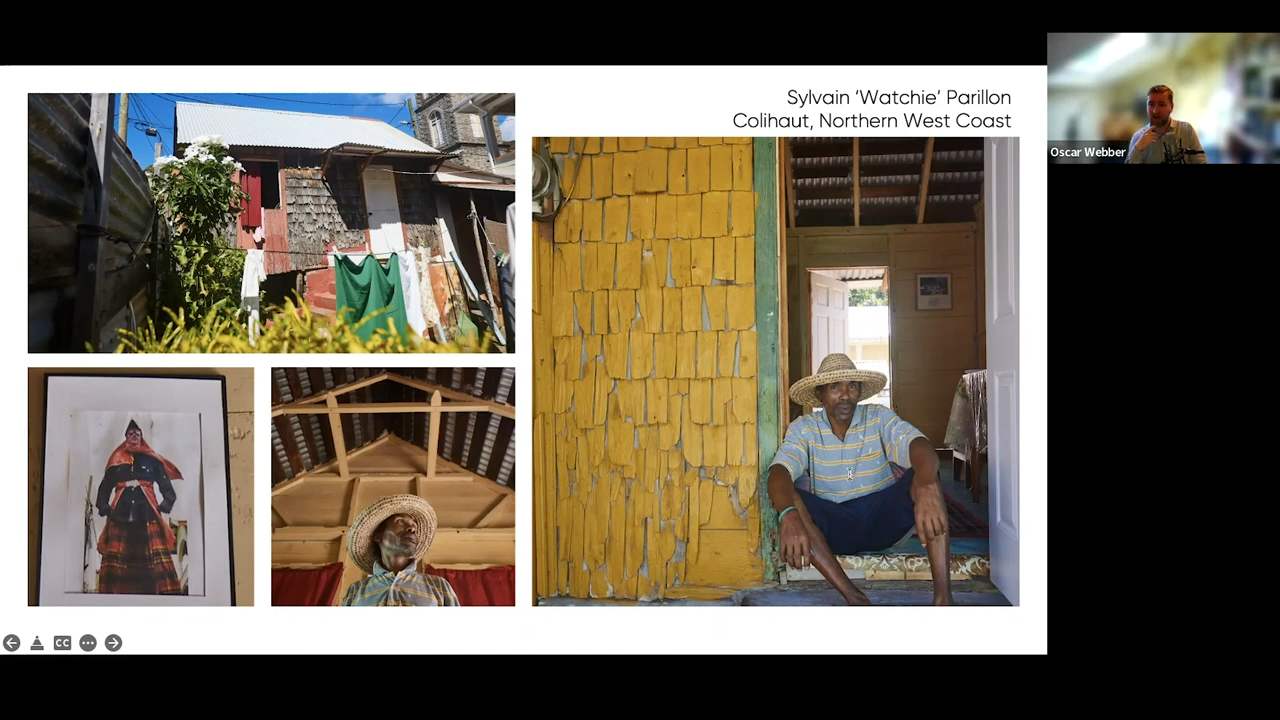 Sylvain ‘Watchie’ Parillon
Colihaut, Northern West Coast
Oscar Webber
CC